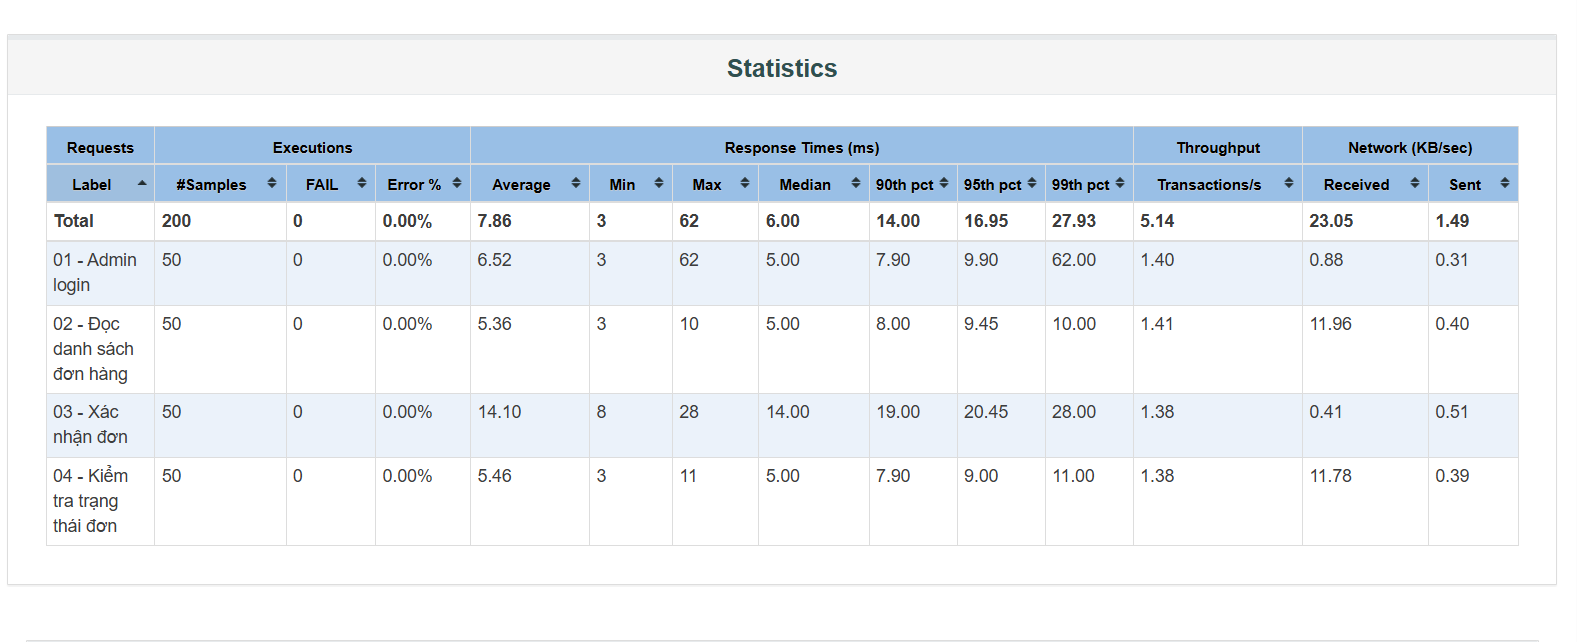 Statistics
Requests Executions Response Times (ms) Throughput Network (KB/sec)
Label #Samples FAIL Error % Average Min Max Median 90th pct 95th pct 99th pct Transactions/s Received Sent
Total 200 0 0.00% 7.86 3 62 6.00 14.00 16.95 27.93 5.14 23.05 1.49
01 - Admin 50 0 0.00% 6.52 3 62 5.00 7.90 9.90 62.00 1.40 0.88 0.31
login
02 - Đọc 50 0 0.00% 5.36 3 10 5.00 8.00 9.45 10.00 1.41 11.96 0.40
danh sách
đơn hàng
03 - Xác 50 0 0.00% 14.10 8 28 14.00 19.00 20.45 28.00 1.38 0.41 0.51
nhận đơn
04 - Kiểm 50 0 0.00% 5.46 3 11 5.00 7.90 9.00 11.00 1.38 11.78 0.39
tra trạng
thái đơn